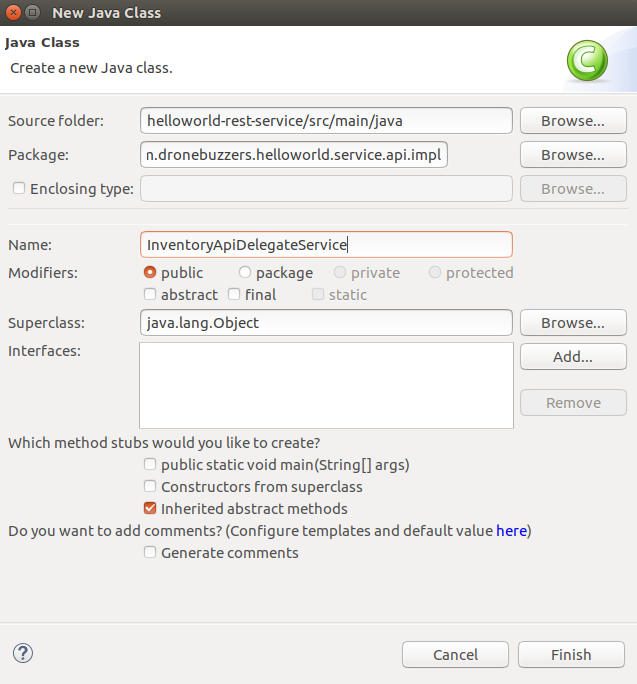 New Java Class
Java Class
Create a new Java class.
C
Source folder: helloworld-rest-service/src/main/java Browse...
Package: n.dronebuzzers.helloworld.service.api.impl Browse...
Enclosing type: Browse...
Name: InventoryApiDelegateService
Modifiers: public package private protected
abstract final static
Superclass: java.lang.Object Browse...
Interfaces: Add...
Remove
Which method stubs would you like to create?
public static void main(String[] args)
Constructors from superclass
Inherited abstract methods
Do you want to add comments? (Configure templates and default value here)
Generate comments
? Cancel Finish